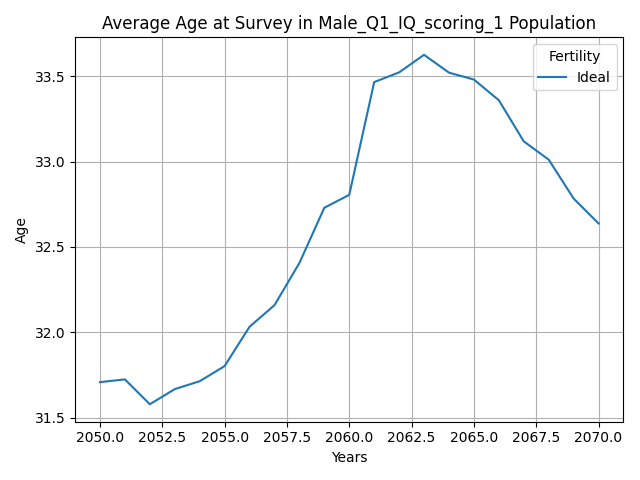 Average Age at Survey in Male_Q1_IQ_scoring_1 Population
Fertility
Ideal
33.5
33.0
32.5
32.0
31.5
Age
2050.0 2052.5 2055.0 2057.5 2060.0 2062.5 2065.0 2067.5 2070.0
Years